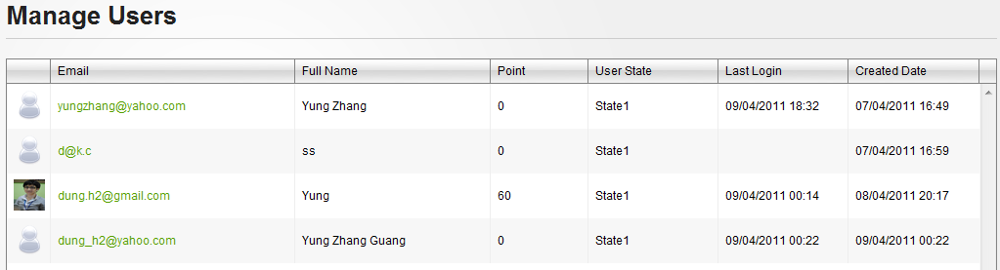 Manage Users
Email Full Name Point User State Last Login Created Date
yungzhang@yahoo.com Yung Zhang 0 State1 09/04/2011 18:32 07/04/2011 16:49
d@k.c ss 0 State1 07/04/2011 16:59
dung.h2@gmail.com Yung 60 State1 09/04/2011 00:14 08/04/2011 20:17
dung_h2@yahoo.com Yung Zhang Guang 0 State1 09/04/2011 00:22 09/04/2011 00:22